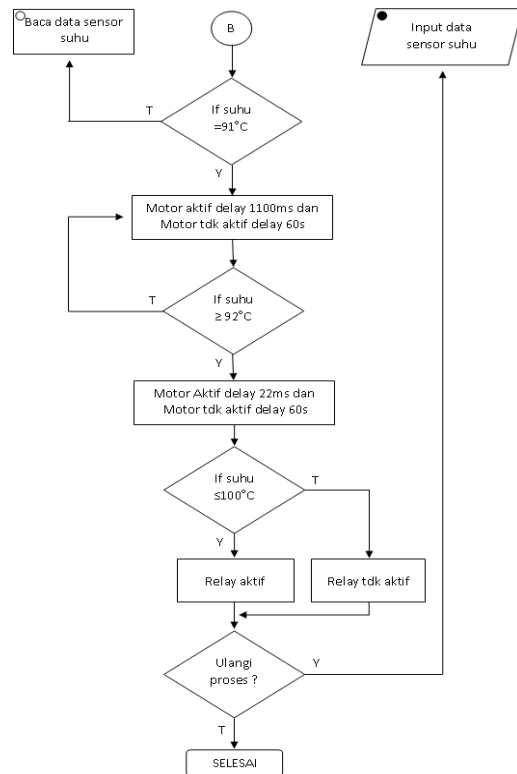 Baca data sensor
suhu
B
Input data
sensor suhu
T
If suhu
=91°C
Y
Motor aktif delay 1100ms dan
Motor tdk aktif delay 60s
T
If suhu
≥ 92°C
Y
Motor Aktif delay 22ms dan
Motor tdk aktif delay 60s
If suhu
≤100°C
T
Y
Relay aktif
Relay tdk aktif
Ulangi
proses ?
Y
T
SELESAI